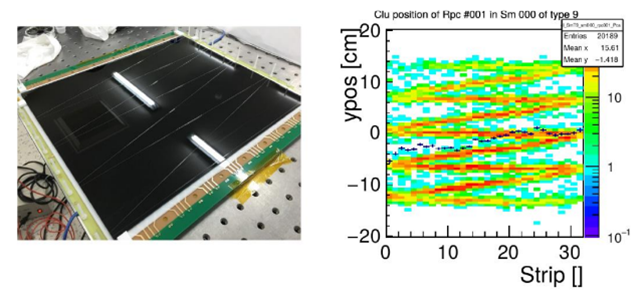 Clu position of Rpc #001 in Sm 000 of type 9
Entries 20189
Mean x 15.61
Mean y -1.418
ypos [cm]
20
10
0
-10
-20
0
10
20
30
Strip []
10
1
10⁻¹